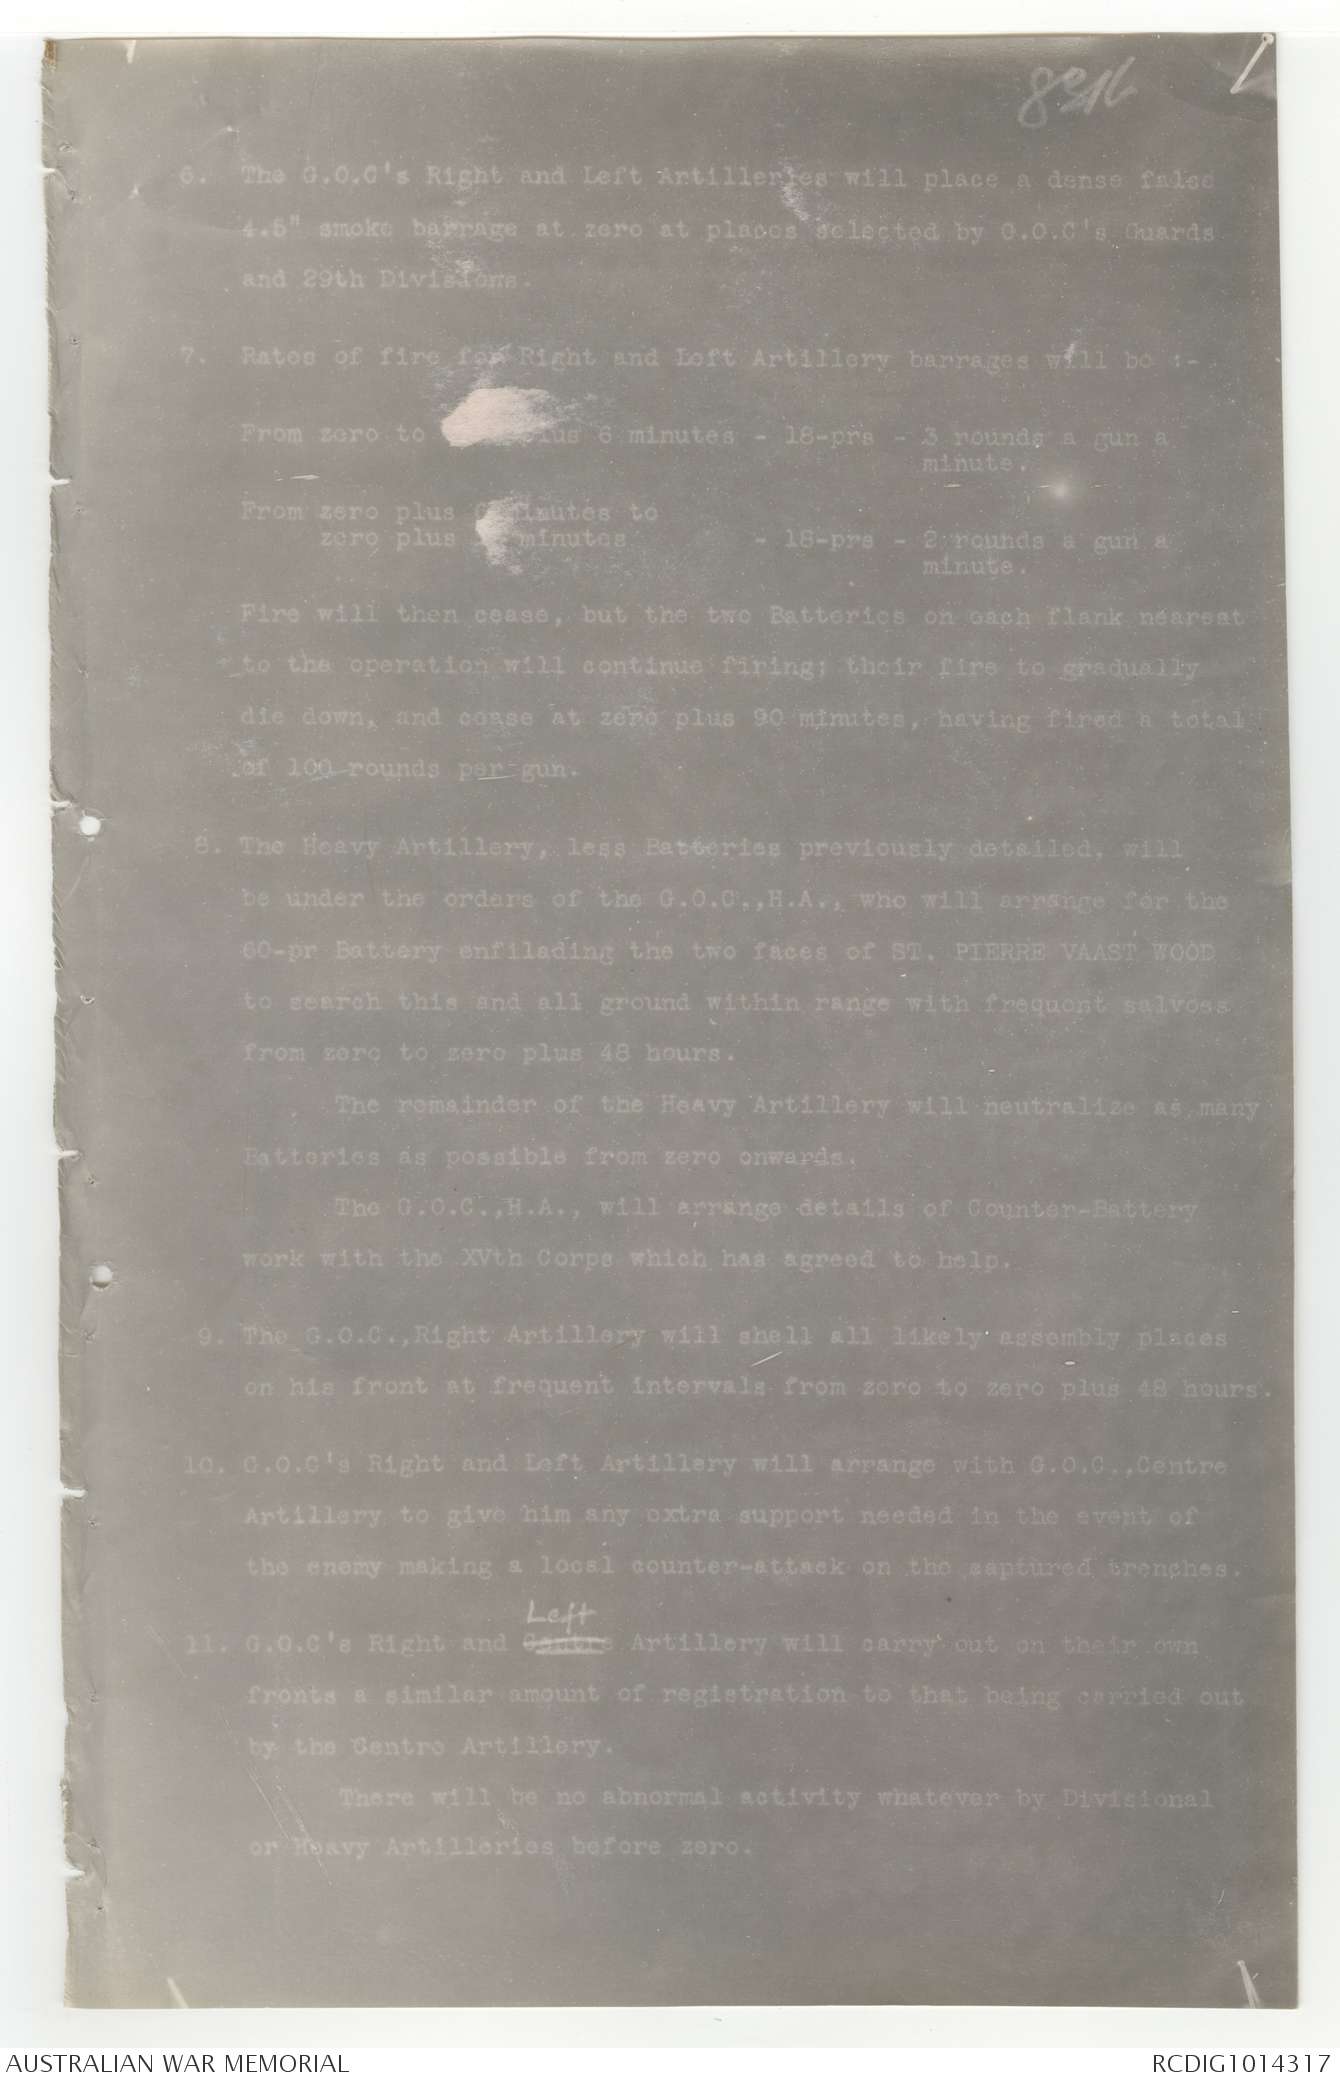 6. The G.O.C's Right and Left Artilleries will place a dense false
4.5" smoke barrage at zero at places selected by G.O.C's Guards
and 29th Divisions.
7. Rates of fire for Right and Left Artillery barrages will be :-
From zero to plus 6 minutes - 18-prs - 3 rounds a gun a
minute.
From zero plus minutes to
zero plus minutes - 18-prs - 2 rounds a gun a
minute.
Fire will then cease, but the two Batteries on each flank nearest
to the operation will continue firing; their fire to gradually
die down, and cease at zero plus 90 minutes, having fired a total
of 100 rounds per gun.
8. The Heavy Artillery, less Batteries previously detailed, will
be under the orders of the G.O.C.,H.A., who will arrange for the
60-pr Battery enfilading the two faces of ST. PIERRE VAAST WOOD
to search this and all ground within range with frequent salvoes
from zero to zero plus 48 hours.
The remainder of the Heavy Artillery will neutralize as many
Batteries as possible from zero onwards.
The G.O.C.,H.A., will arrange details of Counter-Battery
work with the XVth Corps which has agreed to help.
9. The G.O.C.,Right Artillery will shell all likely assembly places
on his front at frequent intervals from zero to zero plus 48 hours.
10. G.O.C's Right and Left Artillery will arrange with G.O.C.,Centre
Artillery to give him any extra support needed in the event of
the enemy making a local counter-attack on the captured trenches.
Left
11. G.O.C's Right and Centre Artillery will carry out on their own
fronts a similar amount of registration to that being carried out
by the Centre Artillery.
There will be no abnormal activity whatever by Divisional
or Heavy Artilleries before zero.
AUSTRALIAN WAR MEMORIAL
RCDIG1014317